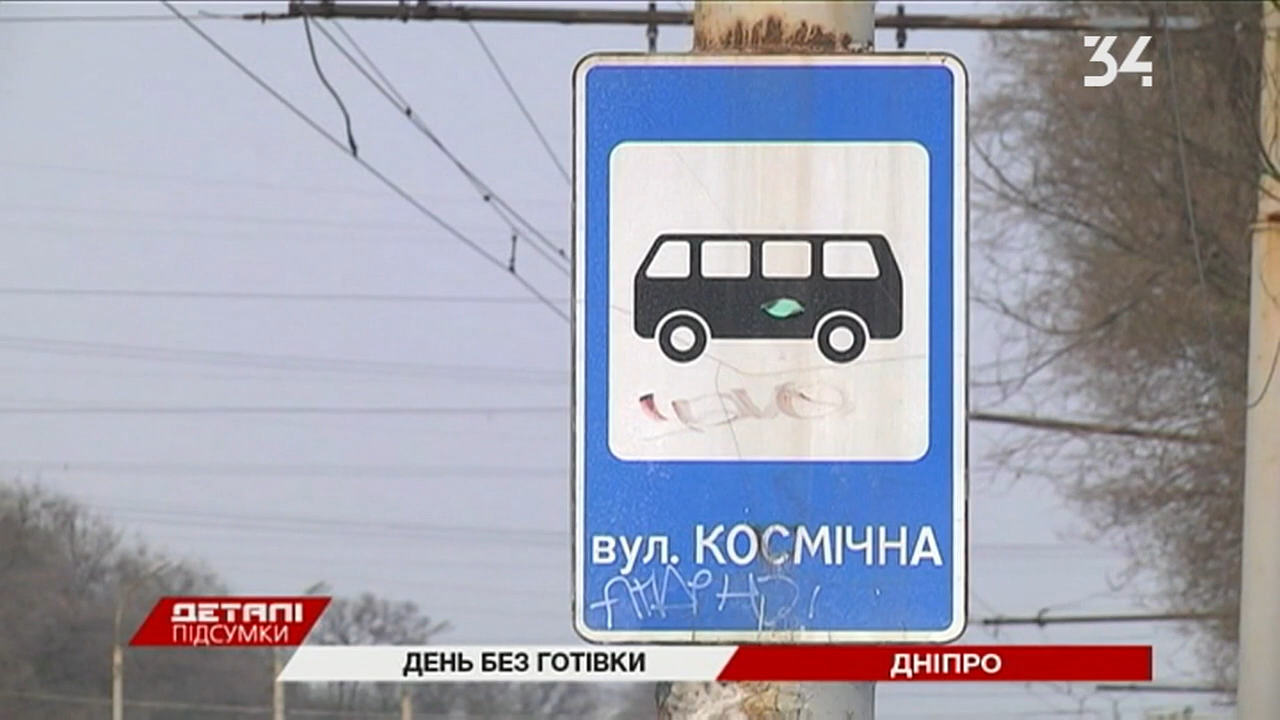 34
вул. КОСМІЧНА
ДЕТАЛІ
ПІДСУМКИ
ДЕНЬ БЕЗ ГОТІВКИ
ДНІПРО